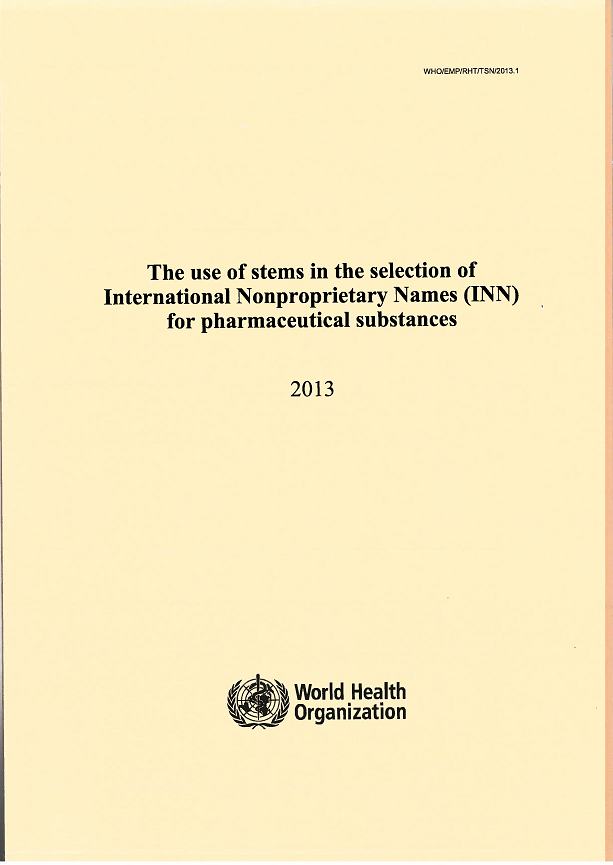 WHO/EMP/RHT/TSN/2013.1
The use of stems in the selection of
International Nonproprietary Names (INN)
for pharmaceutical substances
2013
World Health
Organization